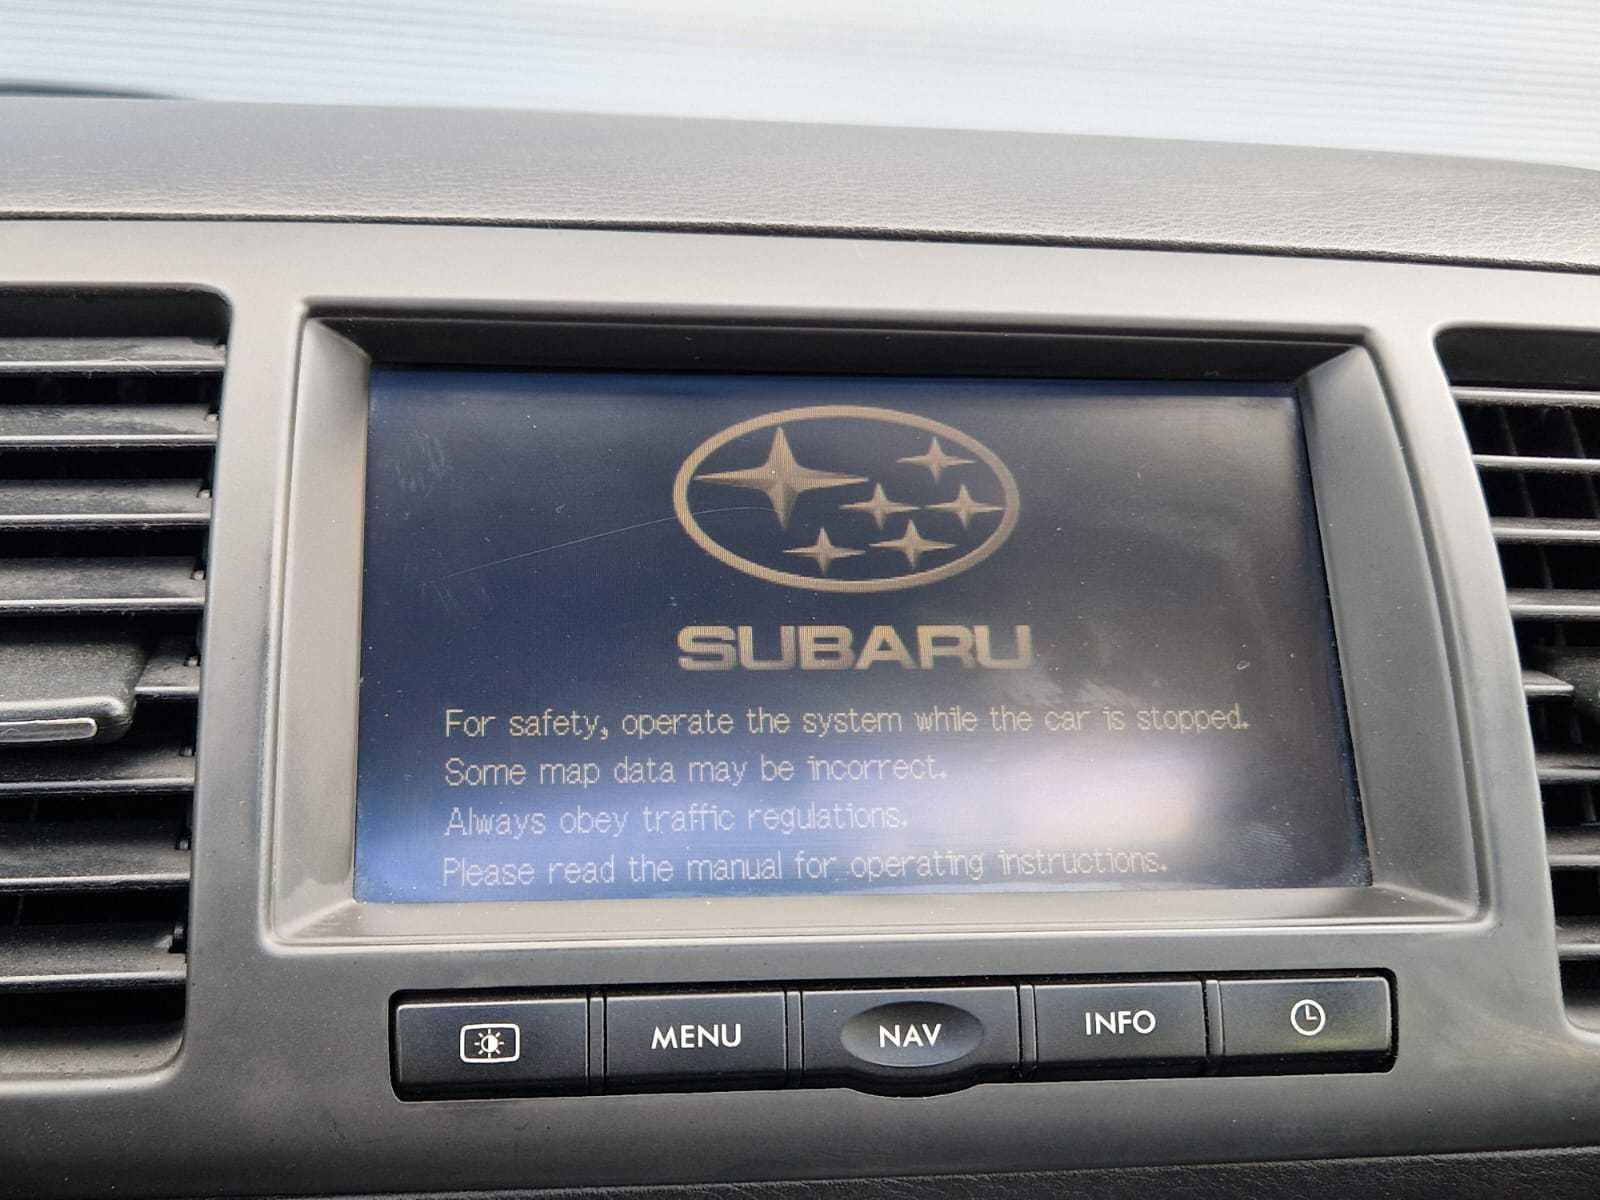 SUBARU
For safety, operate the system while the car is stopped.
Some map data may be incorrect.
Always obey traffic regulations.
Please read the manual for operating instructions.
MENU NAV INFO